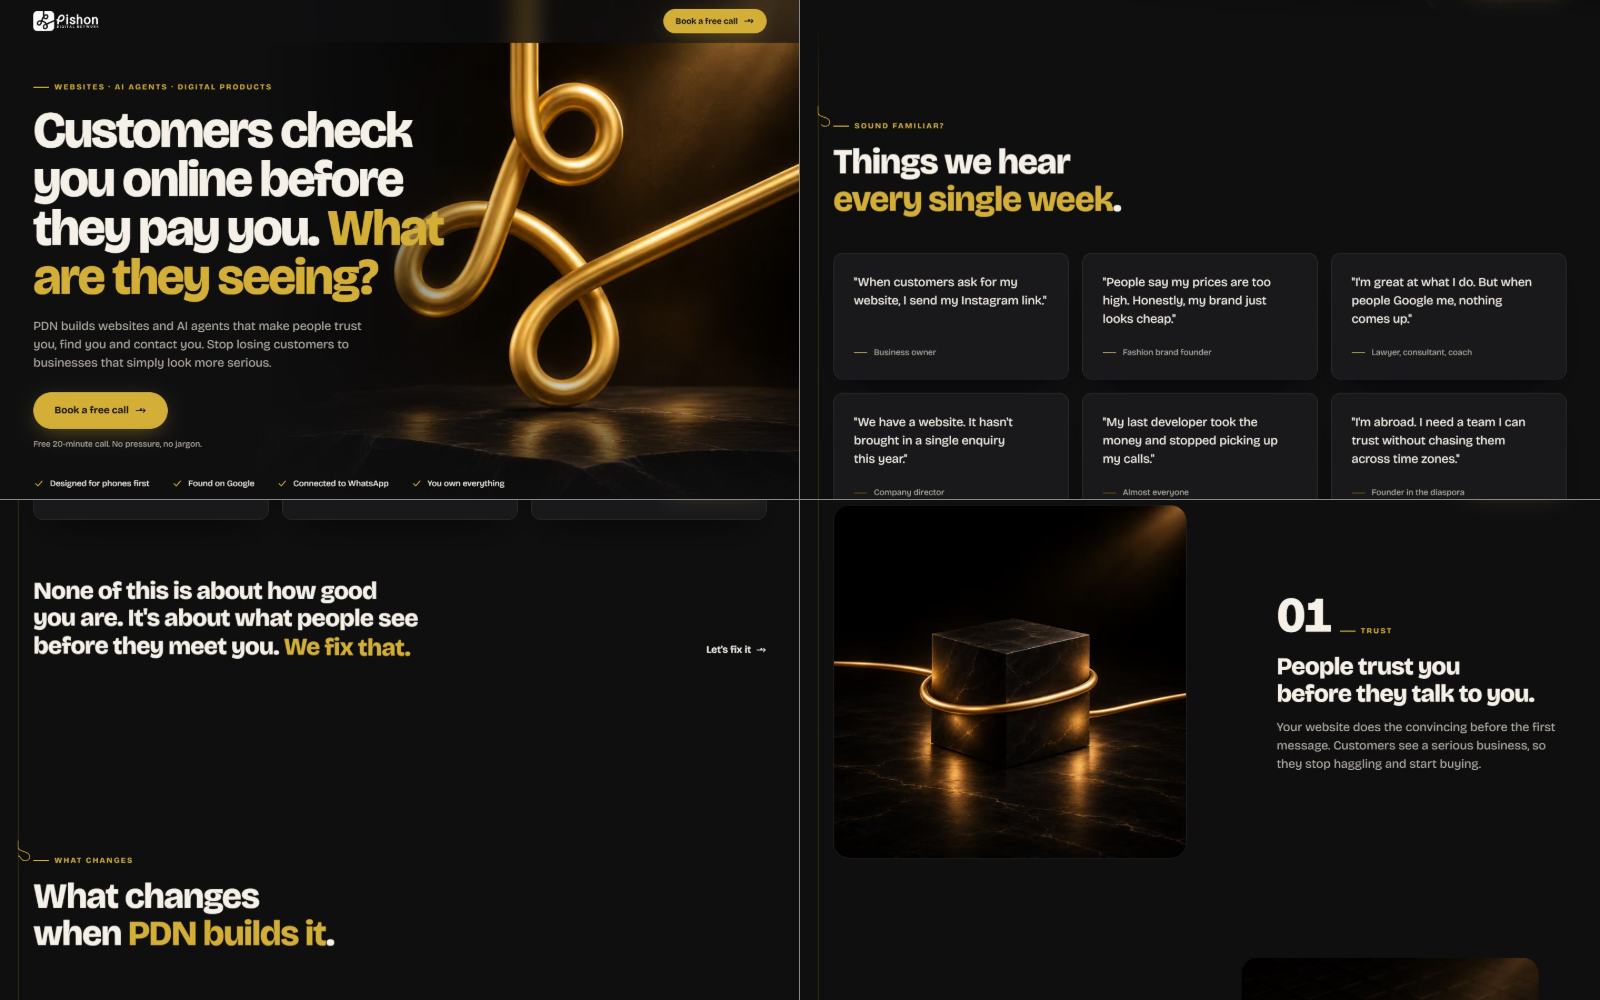 Pishon
DIGITAL NETWORK
Book a free call
WEBSITES · AI AGENTS · DIGITAL PRODUCTS
Customers check
you online before
they pay you. What
are they seeing?
PDN builds websites and AI agents that make people trust
you, find you and contact you. Stop losing customers to
businesses that simply look more serious.
Book a free call
Free 20-minute call. No pressure, no jargon.
Designed for phones first
Found on Google
Connected to WhatsApp
You own everything
SOUND FAMILIAR?
Things we hear
every single week.
"When customers ask for my
website, I send my Instagram link."
Business owner
"People say my prices are too
high. Honestly, my brand just
looks cheap."
Fashion brand founder
"I'm great at what I do. But when
people Google me, nothing
comes up."
Lawyer, consultant, coach
"We have a website. It hasn't
brought in a single enquiry
this year."
Company director
"My last developer took the
money and stopped picking up
my calls."
Almost everyone
"I'm abroad. I need a team I can
trust without chasing them
across time zones."
Founder in the diaspora
None of this is about how good
you are. It's about what people see
before they meet you. We fix that.
Let's fix it
WHAT CHANGES
What changes
when PDN builds it.
01
TRUST
People trust you
before they talk to you.
Your website does the convincing before the first
message. Customers see a serious business, so
they stop haggling and start buying.